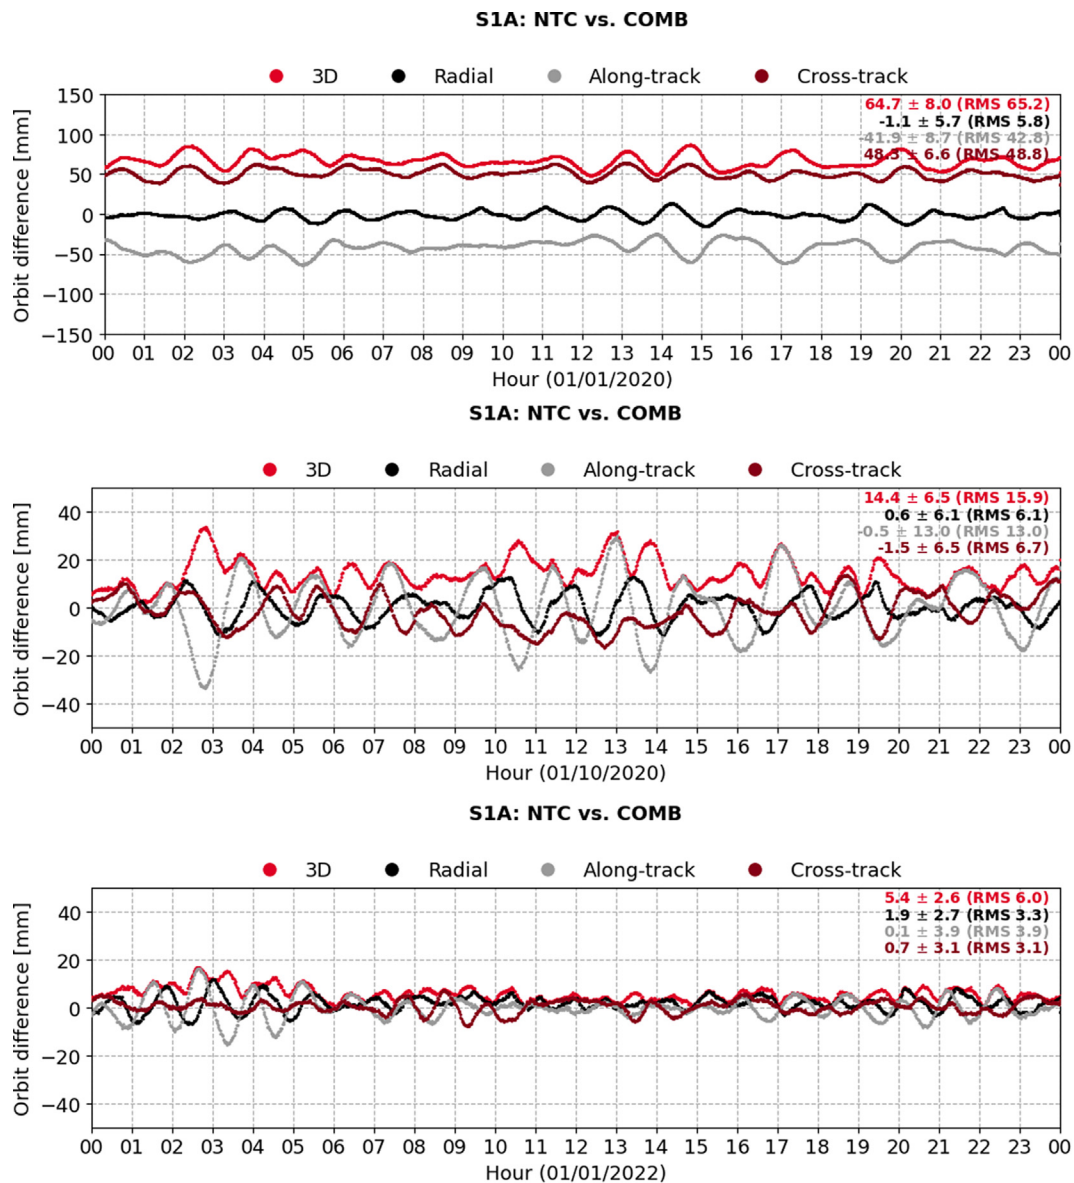 S1A: NTC vs. COMB
3D Radial Along-track Cross-track
Orbit difference [mm]
150
100
50
0
−50
−100
−150
64.7 ± 8.0 (RMS 65.2)
-1.1 ± 5.7 (RMS 5.8)
-41.9 ± 8.7 (RMS 42.8)
48.3 ± 6.6 (RMS 48.8)
00 01 02 03 04 05 06 07 08 09 10 11 12 13 14 15 16 17 18 19 20 21 22 23 00
Hour (01/01/2020)
S1A: NTC vs. COMB
3D Radial Along-track Cross-track
Orbit difference [mm]
40
20
0
−20
−40
14.4 ± 6.5 (RMS 15.9)
0.6 ± 6.1 (RMS 6.1)
-0.5 ± 13.0 (RMS 13.0)
-1.5 ± 6.5 (RMS 6.7)
00 01 02 03 04 05 06 07 08 09 10 11 12 13 14 15 16 17 18 19 20 21 22 23 00
Hour (01/10/2020)
S1A: NTC vs. COMB
3D Radial Along-track Cross-track
Orbit difference [mm]
40
20
0
−20
−40
5.4 ± 2.6 (RMS 6.0)
1.9 ± 2.7 (RMS 3.3)
0.1 ± 3.9 (RMS 3.9)
0.7 ± 3.1 (RMS 3.1)
00 01 02 03 04 05 06 07 08 09 10 11 12 13 14 15 16 17 18 19 20 21 22 23 00
Hour (01/01/2022)